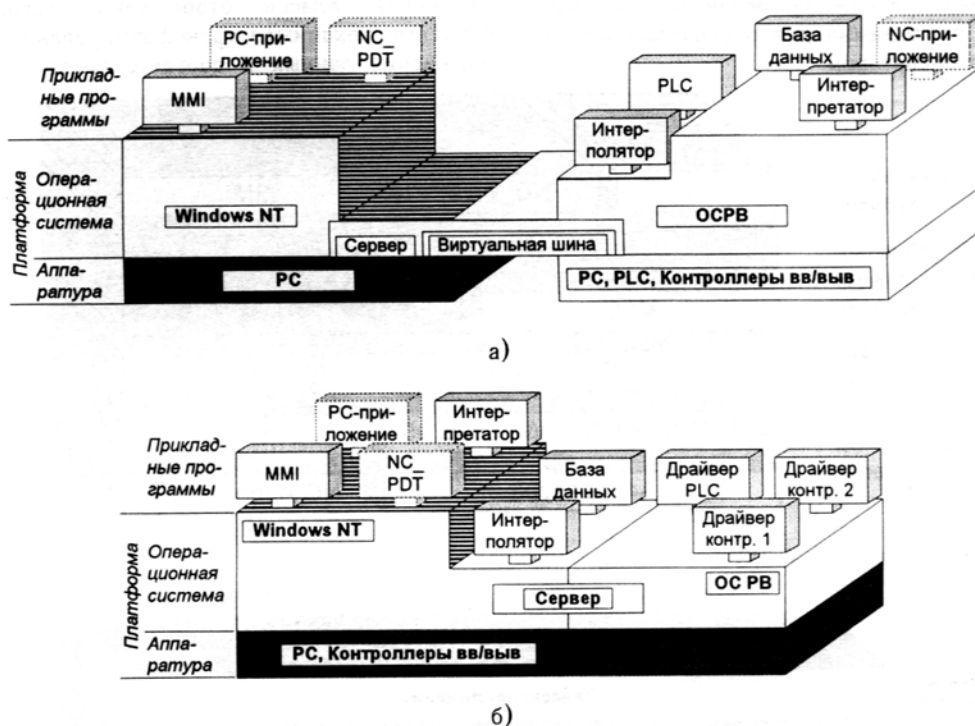 PC-при-
ложение
NC_
PDT
База
данных
NC-при-
ложение
Приклад-
ные про-
граммы
MMI
PLC
Интер-
претатор
Интер-
полятор
Платформа
Опера-
ционная
система
Windows NT
ОСРВ
Сервер
Виртуальная шина
Аппа-
ратура
PC
PC, PLC, Контроллеры вв/выв
а)
PC-при-
ложение
Интер-
претатор
Приклад-
ные про-
граммы
MMI
NC_
PDT
База
данных
Драйвер
PLC
Драйвер
контр. 2
Windows NT
Интер-
полятор
Драйвер
контр. 1
Платформа
Опера-
ционная
система
ОС РВ
Сервер
Аппа-
ратура
PC, Контроллеры вв/выв
б)